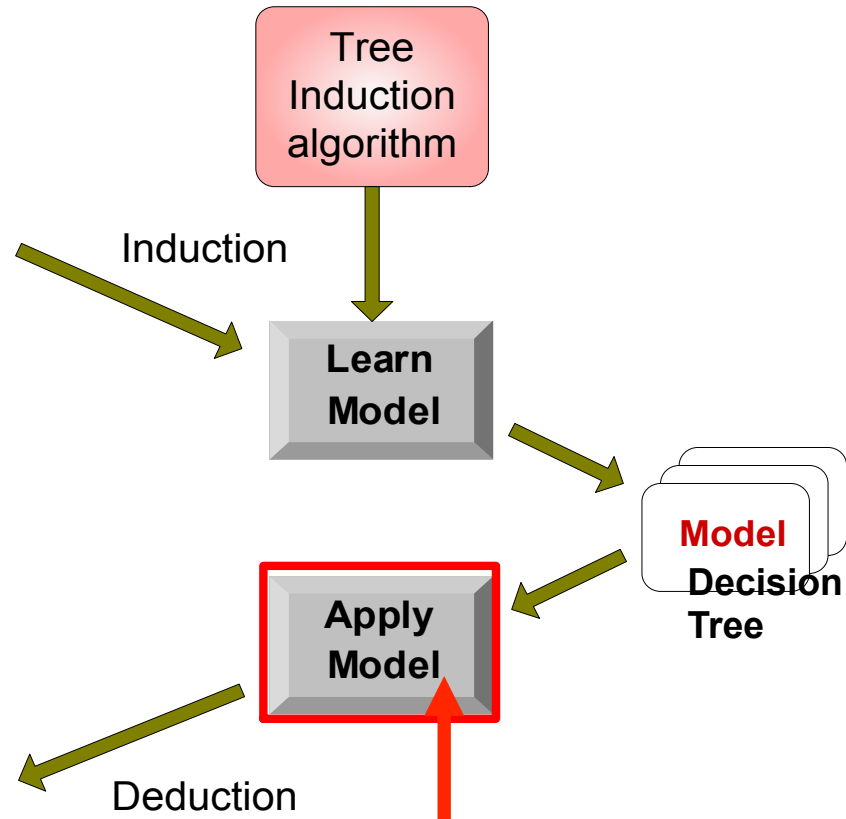 Tree
Induction
algorithm
Induction
Learn
Model
Model
Decision
Tree
Apply
Model
Deduction